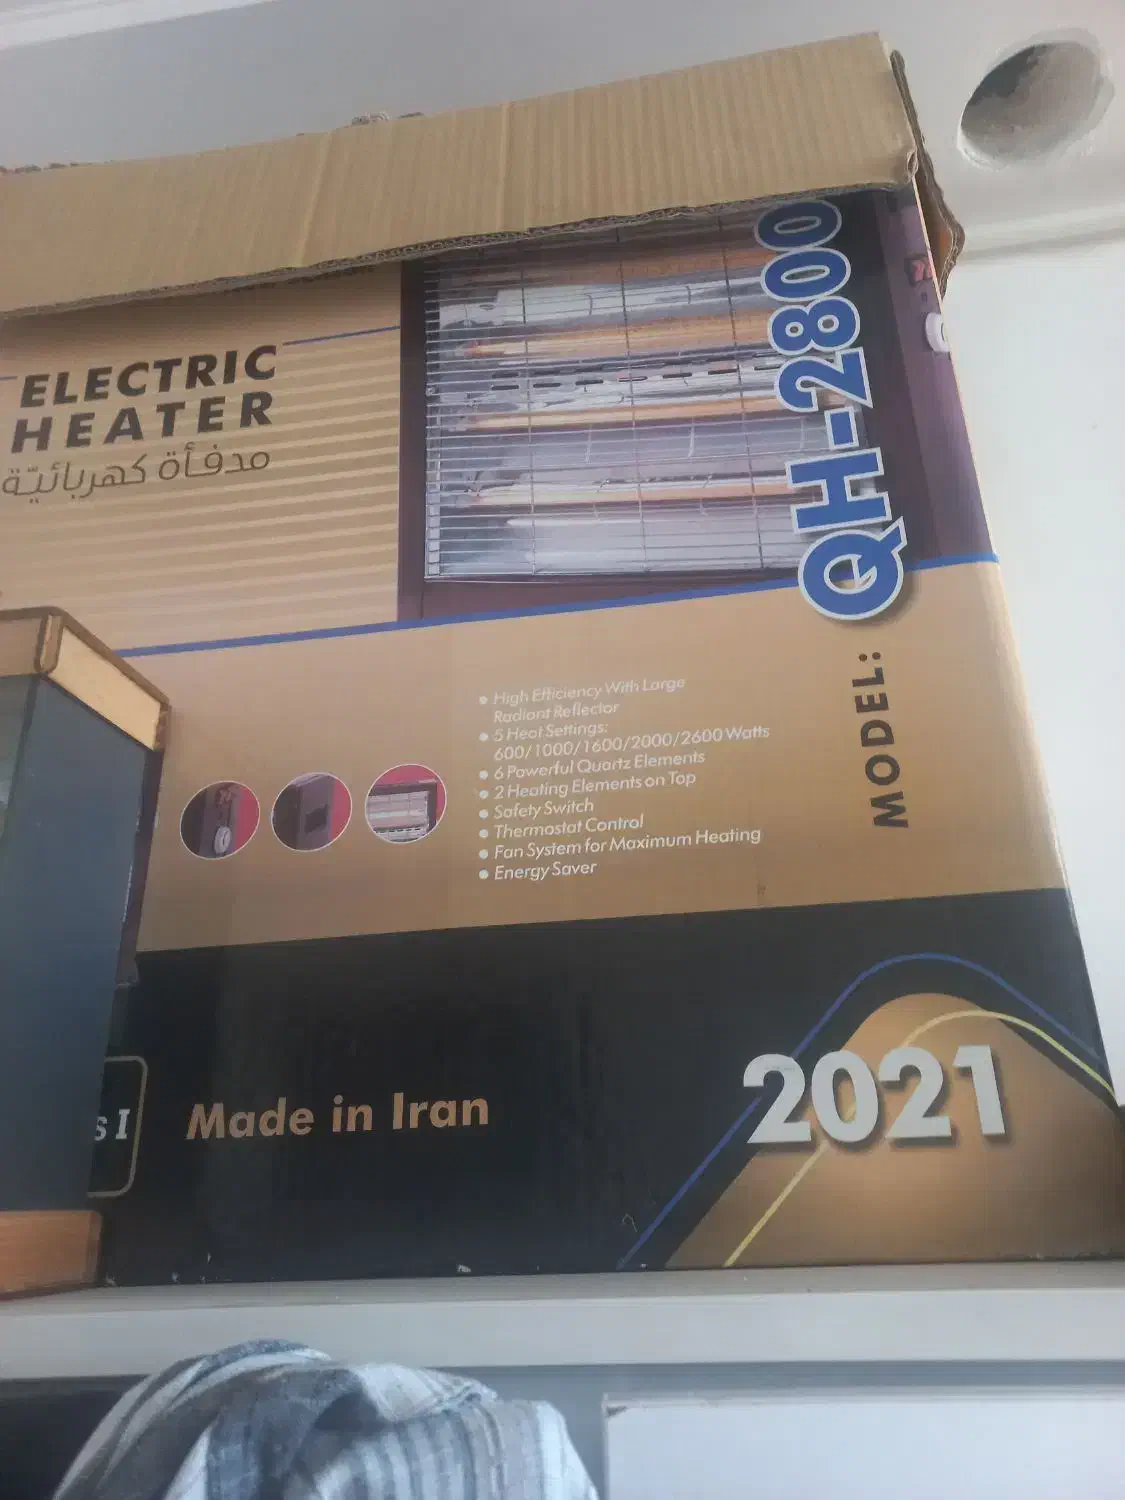 ELECTRIC
HEATER
مدفأة كهربائيّة
QH-2800
MODEL:
● High Efficiency With Large
Radiant Reflector
● 5 Heat Settings:
600/1000/1600/2000/2600 Watts
● 6 Powerful Quartz Elements
● 2 Heating Elements on Top
● Safety Switch
● Thermostat Control
● Fan System for Maximum Heating
● Energy Saver
s I
Made in Iran
2021